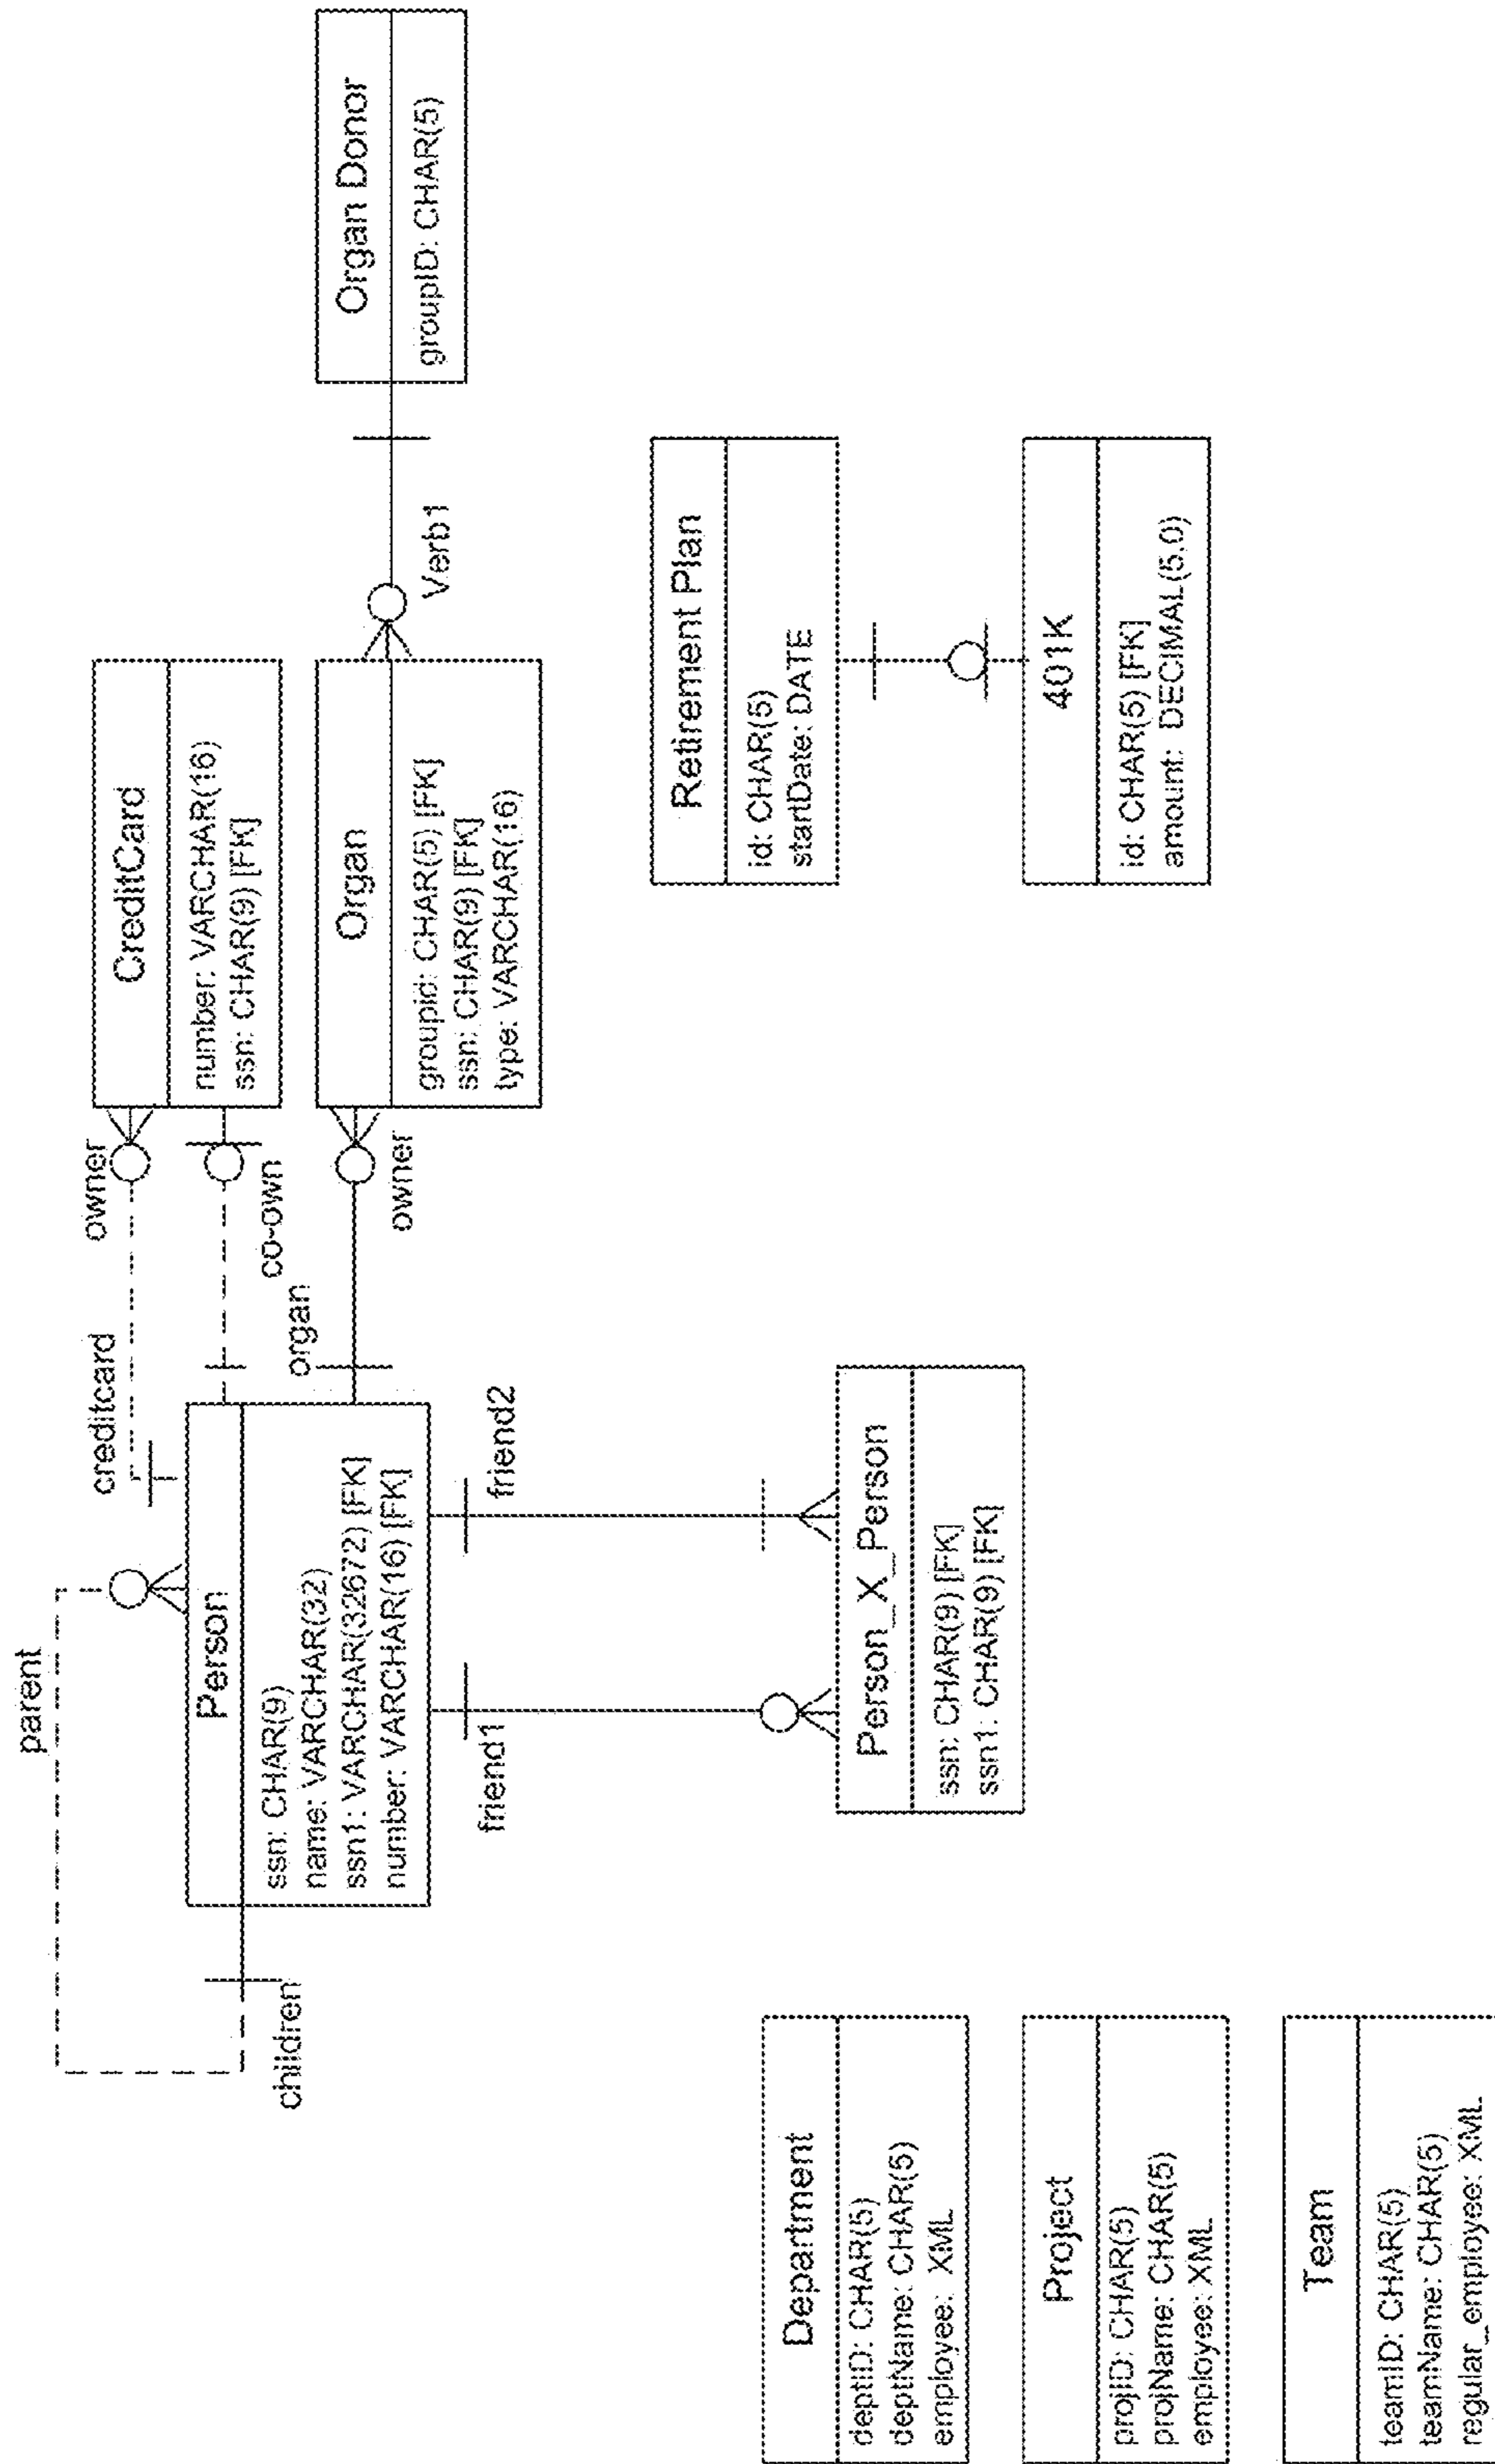 parent
children
Person
ssn: CHAR(9)
name: VARCHAR(32)
ssn1: VARCHAR(32672) [FK]
number: VARCHAR(16) [FK]
creditcard
owner
co-own
organ
owner
CreditCard
number: VARCHAR(16)
ssn: CHAR(9) [FK]
Organ
groupid: CHAR(5) [FK]
ssn: CHAR(9) [FK]
type: VARCHAR(16)
Verb1
Organ Donor
groupID: CHAR(5)
friend1
friend2
Person_X_Person
ssn: CHAR(9) [FK]
ssn1: CHAR(9) [FK]
Retirement Plan
id: CHAR(5)
startDate: DATE
401K
id: CHAR(5) [FK]
amount: DECIMAL(5,0)
Department
deptID: CHAR(5)
deptName: CHAR(5)
employee: XML
Project
projID: CHAR(5)
projName: CHAR(5)
employee: XML
Team
teamID: CHAR(5)
teamName: CHAR(5)
regular_employee: XML